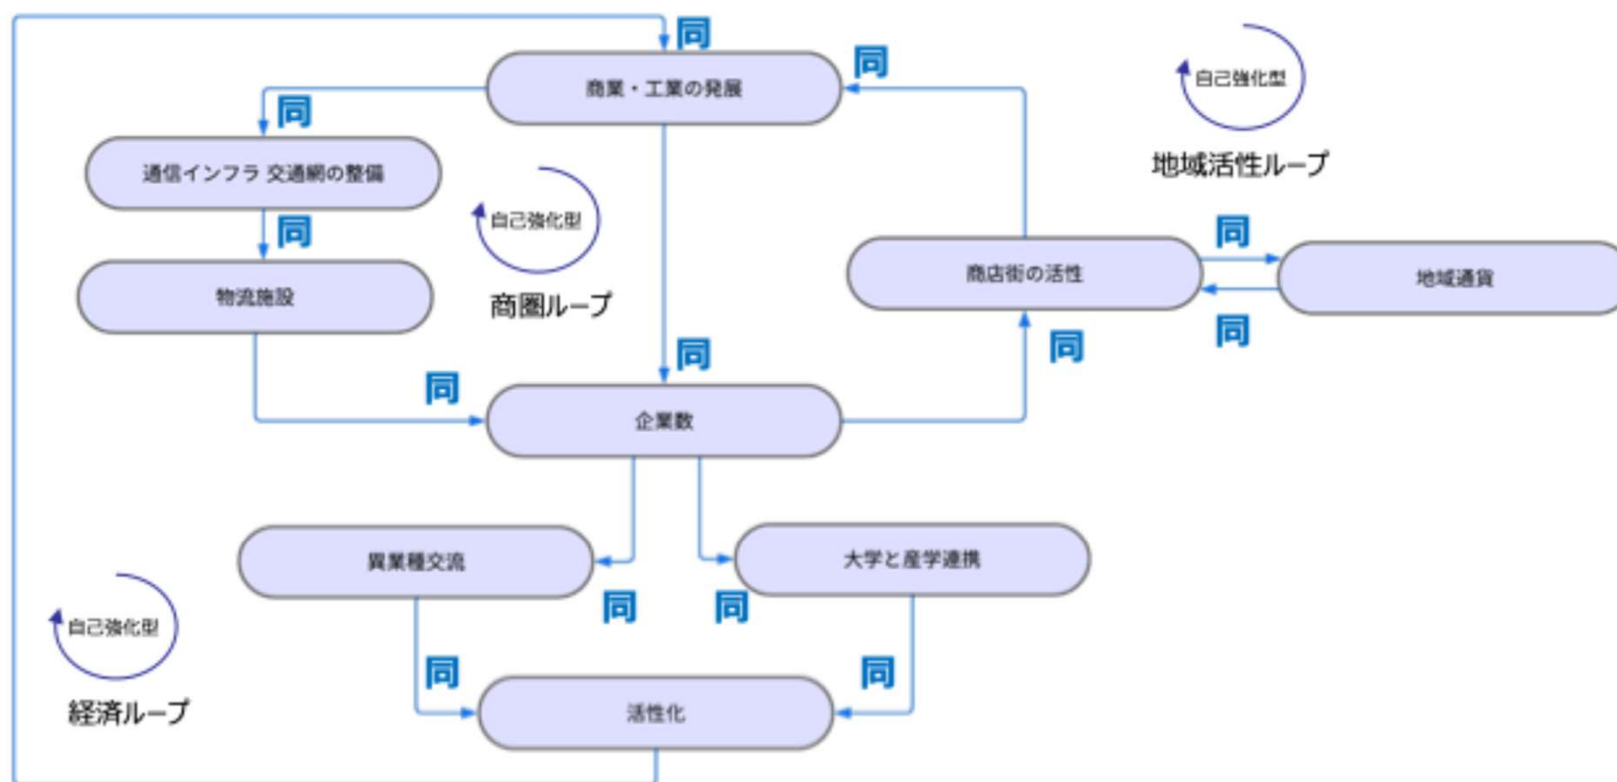 同
商業・工業の発展
同
自己強化型
地域活性ループ
同
通信インフラ 交通網の整備
同
物流施設
自己強化型
商圏ループ
同
商店街の活性
同
地域通貨
同
同
同
企業数
同
異業種交流
同
大学と産学連携
同
自己強化型
経済ループ
同
活性化
同